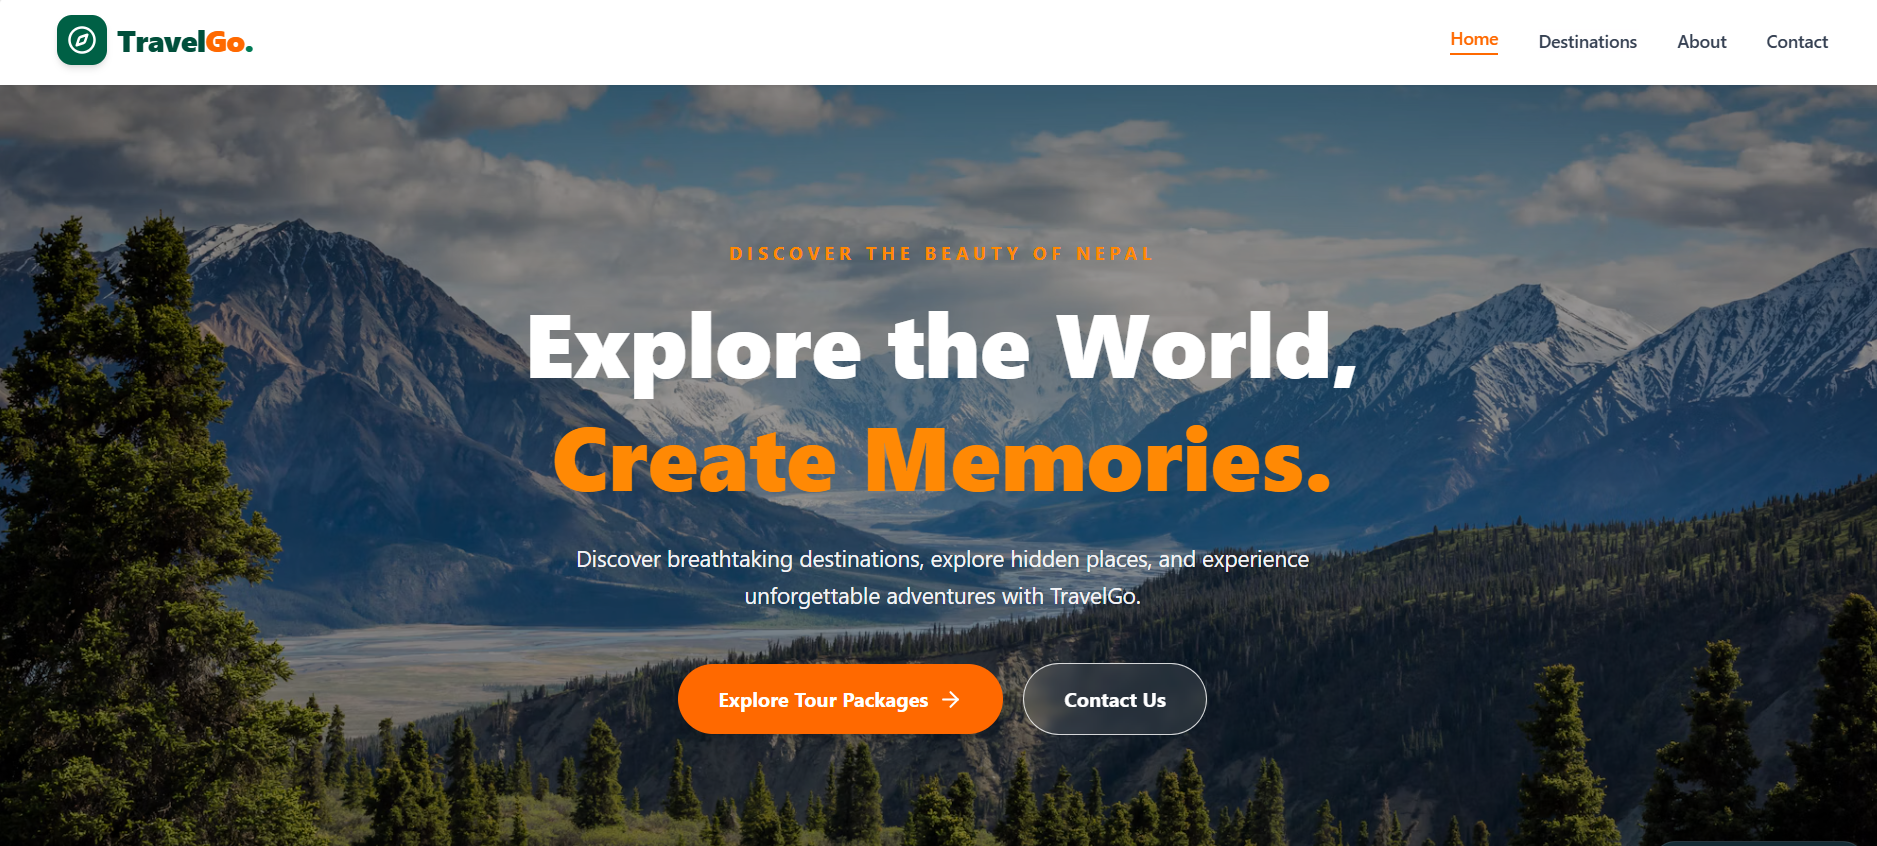 TravelGo.
Home
Destinations
About
Contact
DISCOVER THE BEAUTY OF NEPAL
Explore the World,
Create Memories.
Discover breathtaking destinations, explore hidden places, and experience
unforgettable adventures with TravelGo.
Explore Tour Packages
Contact Us